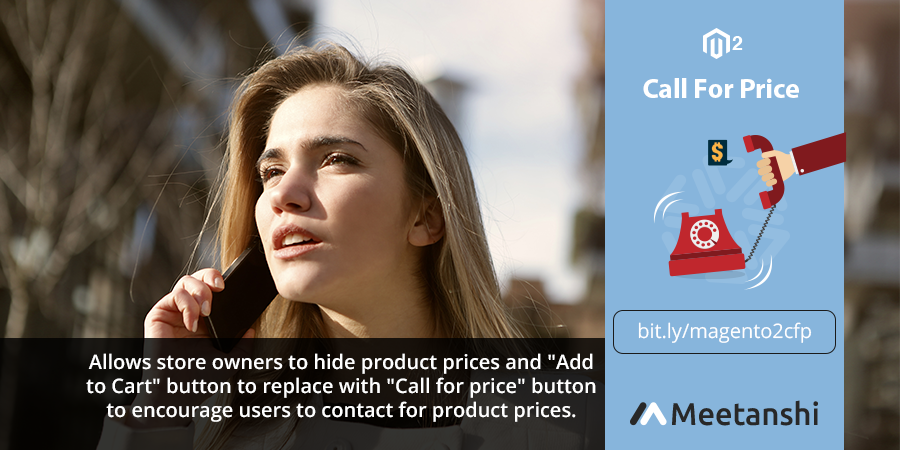 2
Call For Price
$
bit.ly/magento2cfp
Meetanshi
Allows store owners to hide product prices and "Add
to Cart" button to replace with "Call for price" button
to encourage users to contact for product prices.